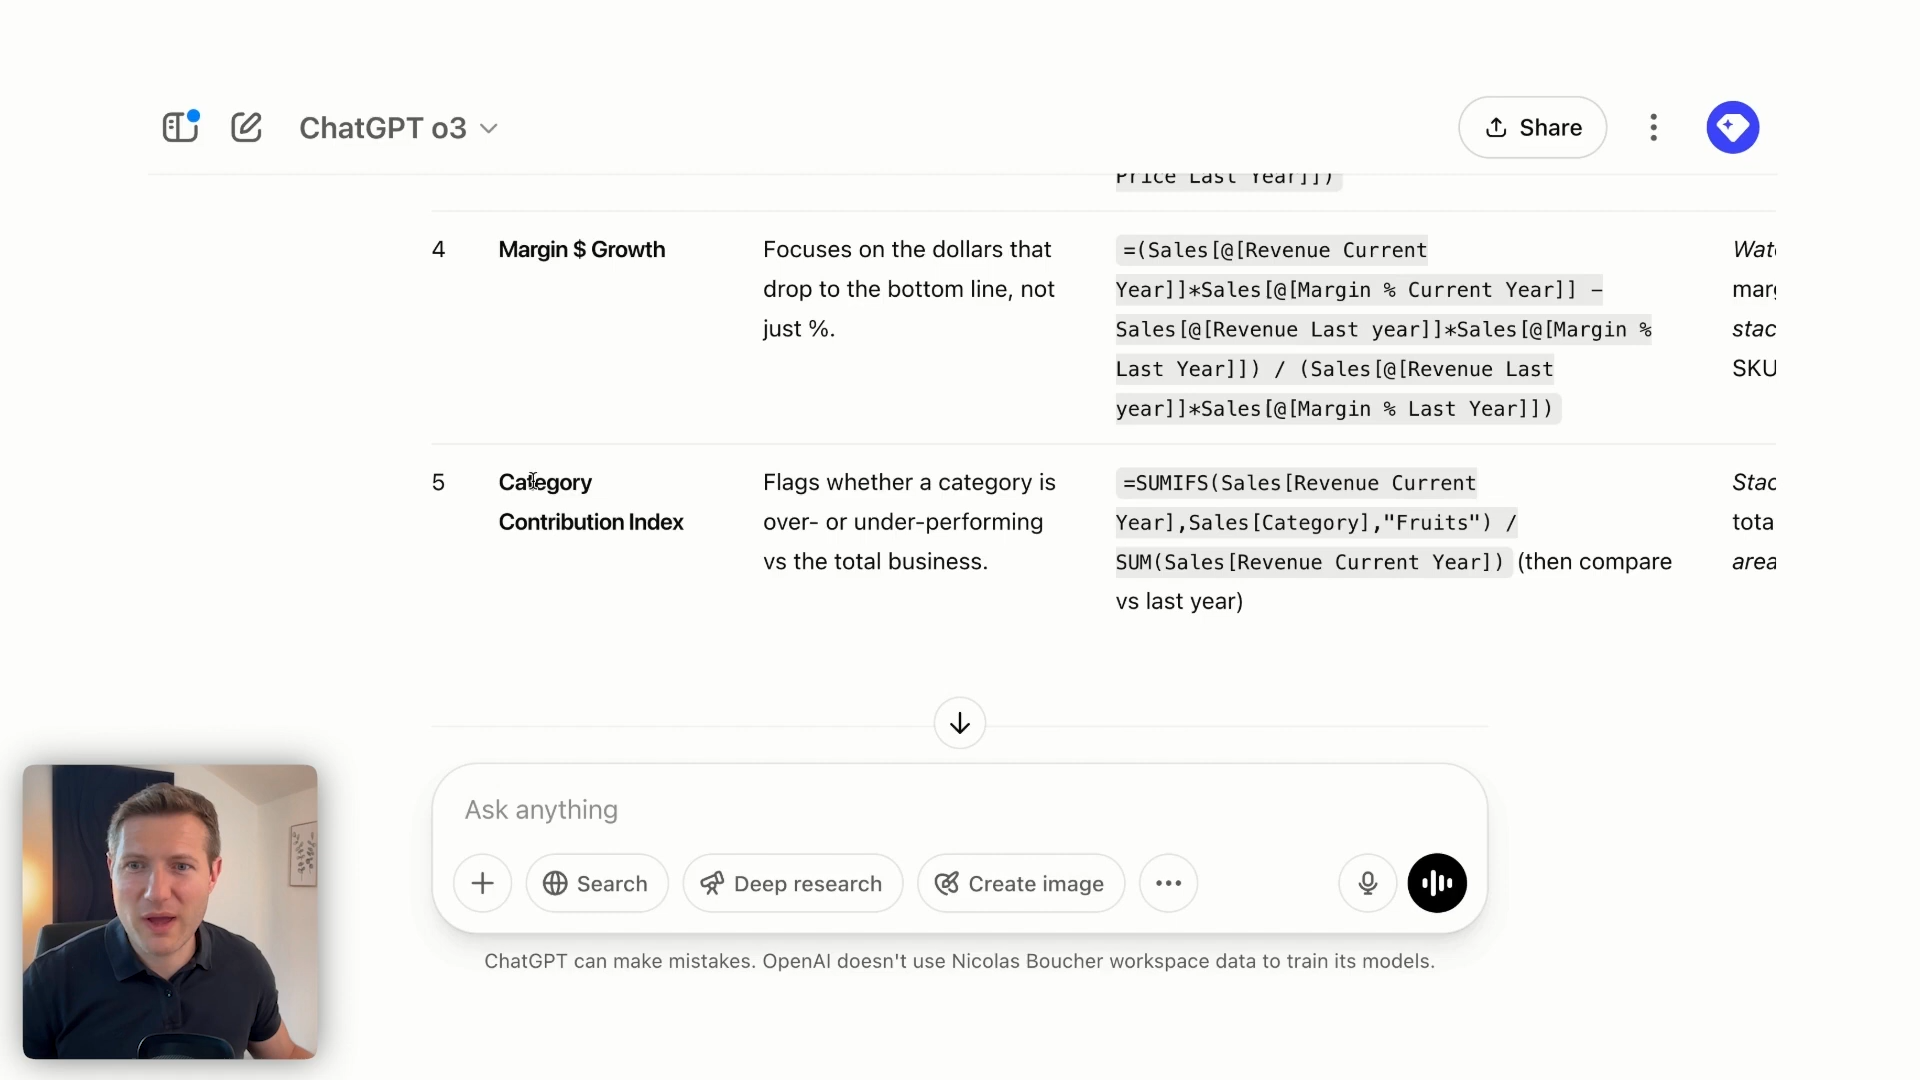 ChatGPT o3
Share
Price Last Year]])
4
Margin $ Growth
Focuses on the dollars that
drop to the bottom line, not
just %.
=(Sales[@[Revenue Current
Year]]*Sales[@[Margin % Current Year]] –
Sales[@[Revenue Last year]]*Sales[@[Margin %
Last Year]]) / (Sales[@[Revenue Last
year]]*Sales[@[Margin % Last Year]])
SKU
5
Category
Contribution Index
Flags whether a category is
over- or under-performing
vs the total business.
=SUMIFS(Sales[Revenue Current
Year],Sales[Category],"Fruits") /
SUM(Sales[Revenue Current Year]) (then compare
vs last year)
Ask anything
Search
Deep research
Create image
ChatGPT can make mistakes. OpenAI doesn't use Nicolas Boucher workspace data to train its models.